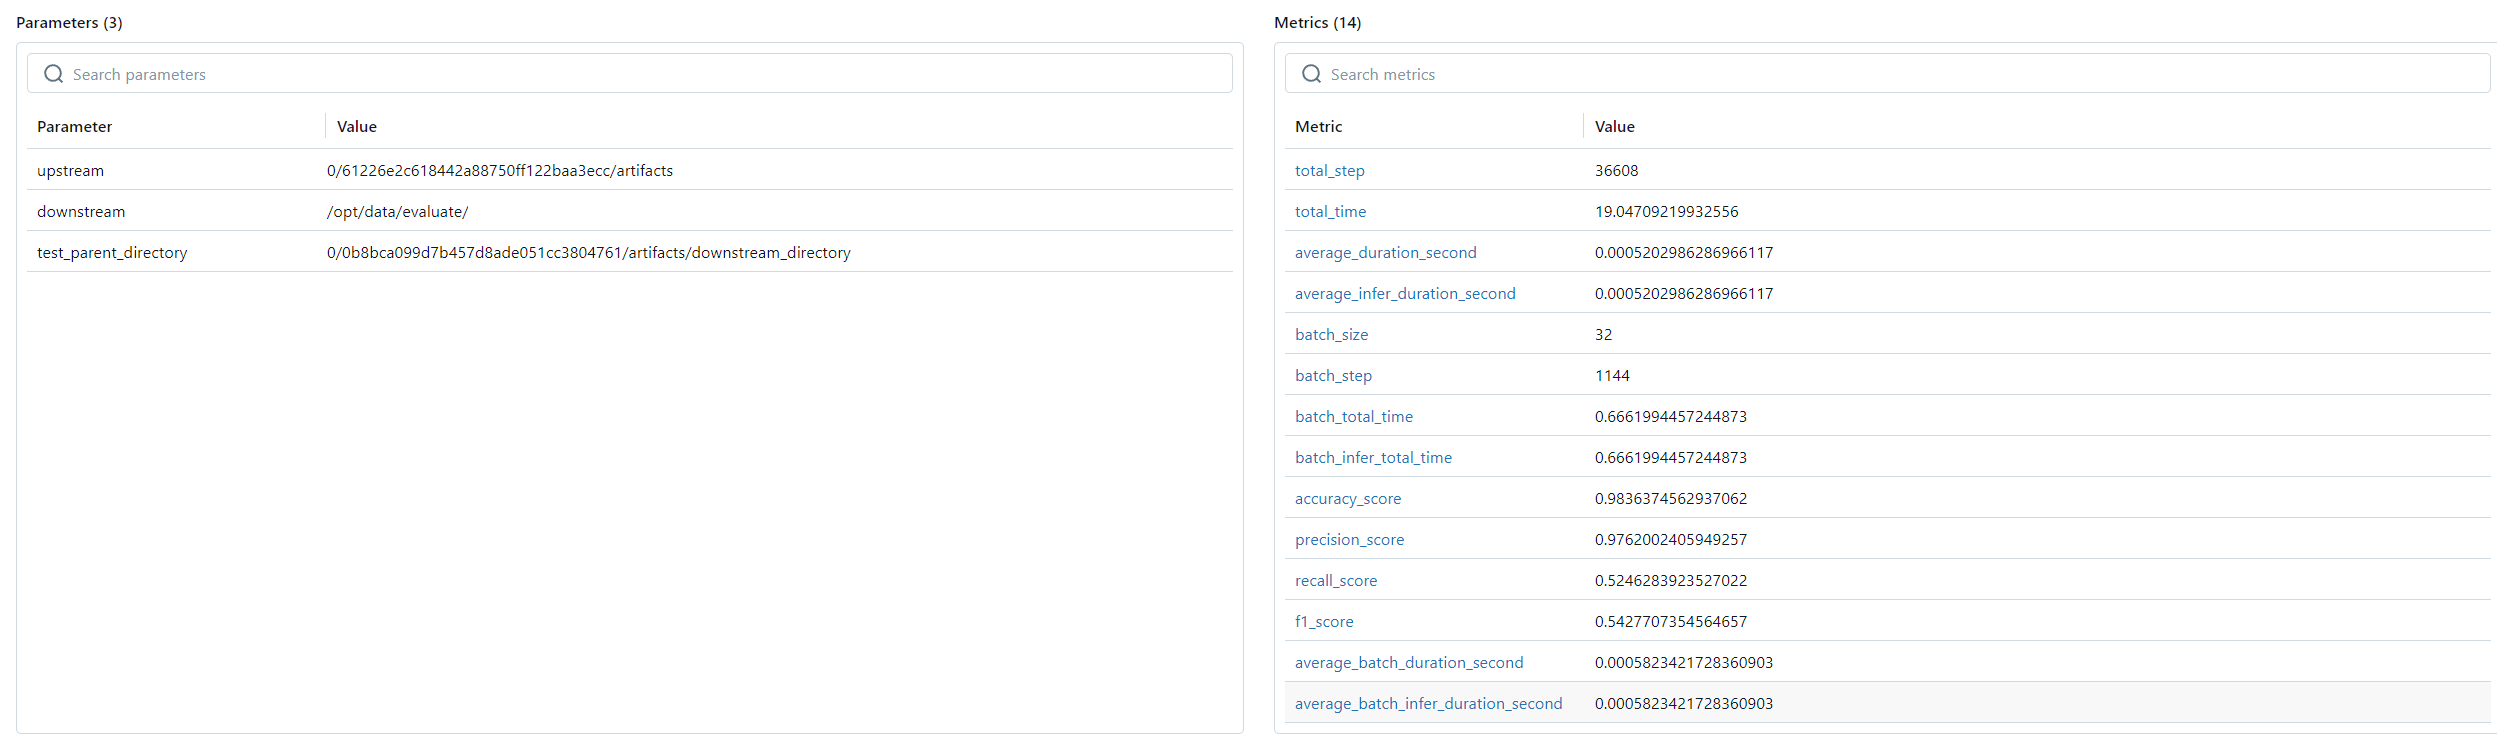 Parameters (3)
Search parameters
Parameter Value
upstream 0/61226e2c618442a88750ff122baa3ecc/artifacts
downstream /opt/data/evaluate/
test_parent_directory 0/0b8bca099d7b457d8ade051cc3804761/artifacts/downstream_directory
Metrics (14)
Search metrics
Metric Value
total_step 36608
total_time 19.04709219932556
average_duration_second 0.0005202986286966117
average_infer_duration_second 0.0005202986286966117
batch_size 32
batch_step 1144
batch_total_time 0.6661994457244873
batch_infer_total_time 0.6661994457244873
accuracy_score 0.9836374562937062
precision_score 0.9762002405949257
recall_score 0.5246283923527022
f1_score 0.5427707354564657
average_batch_duration_second 0.0005823421728360903
average_batch_infer_duration_second 0.0005823421728360903